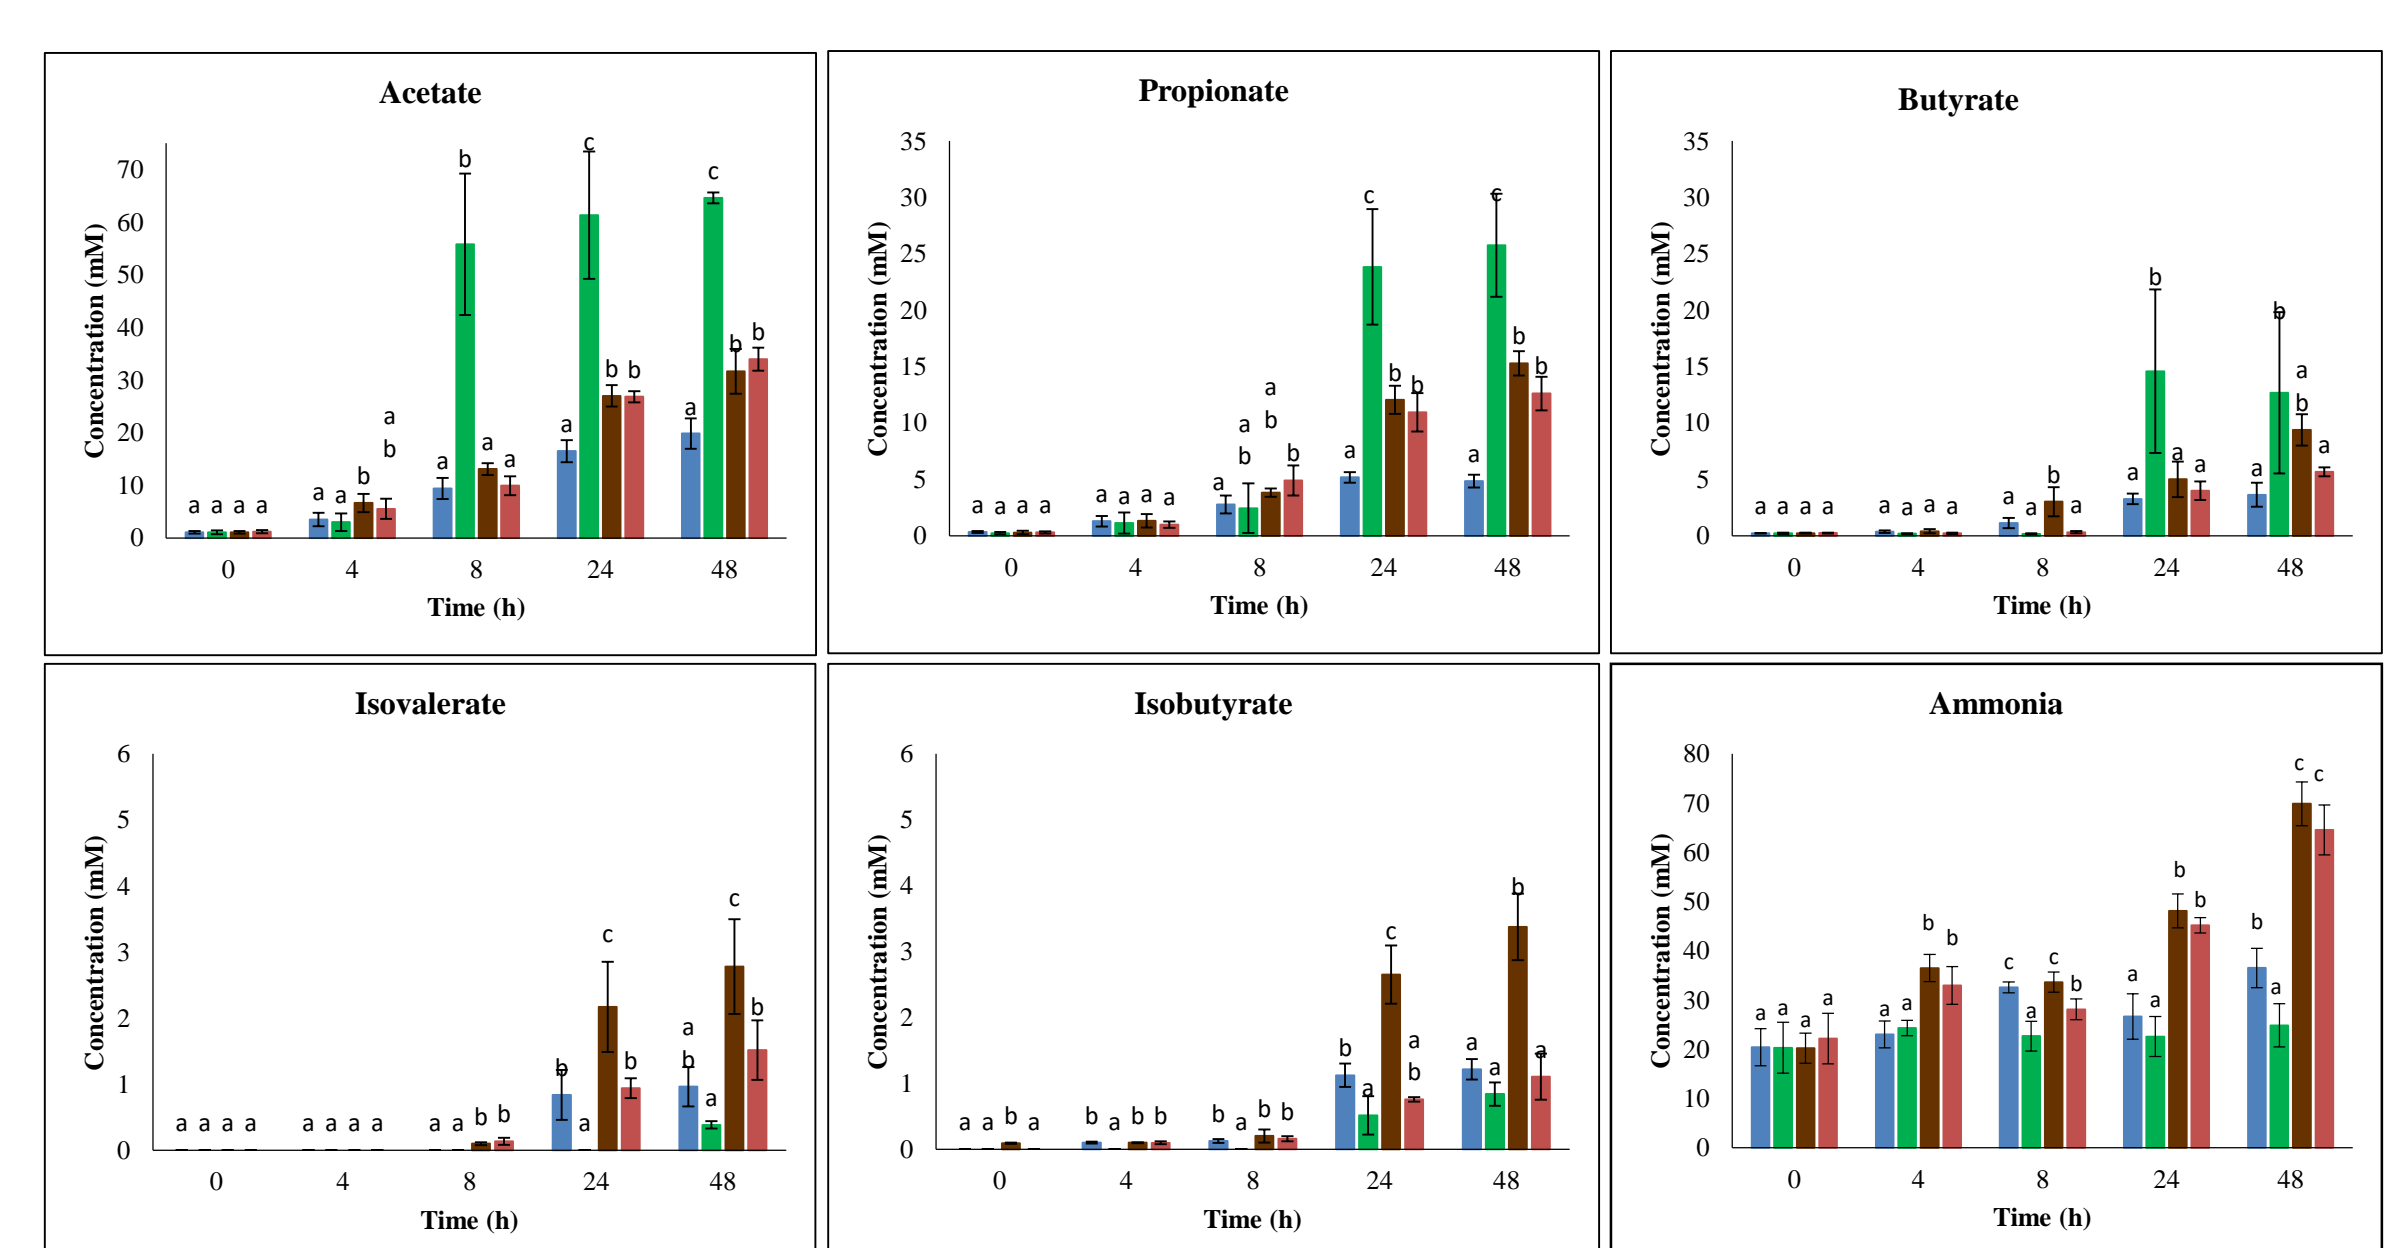 Acetate
Concentration (mM)
70
60
50
40
30
20
10
0
a a a a
a a b a b
a b a a
a c b b
a c b b
0 4 8 24 48
Time (h)
Propionate
Concentration (mM)
35
30
25
20
15
10
5
0
a a a a
a a a a
a a b a b b
a c b b
a c b b
0 4 8 24 48
Time (h)
Butyrate
Concentration (mM)
35
30
25
20
15
10
5
0
a a a a
a a a a
a a b a
a b a a
a b a b a
0 4 8 24 48
Time (h)
Isovalerate
Concentration (mM)
6
5
4
3
2
1
0
a a a a
a a a a
a a b b
b a c b
a b a c b
0 4 8 24 48
Time (h)
Isobutyrate
Concentration (mM)
6
5
4
3
2
1
0
a a b a
b a b b
b a b b
b a c a b
a a b a
0 4 8 24 48
Time (h)
Ammonia
Concentration (mM)
80
70
60
50
40
30
20
10
0
a a a a
a a b b
c a c b
a a b b
b a c c
0 4 8 24 48
Time (h)